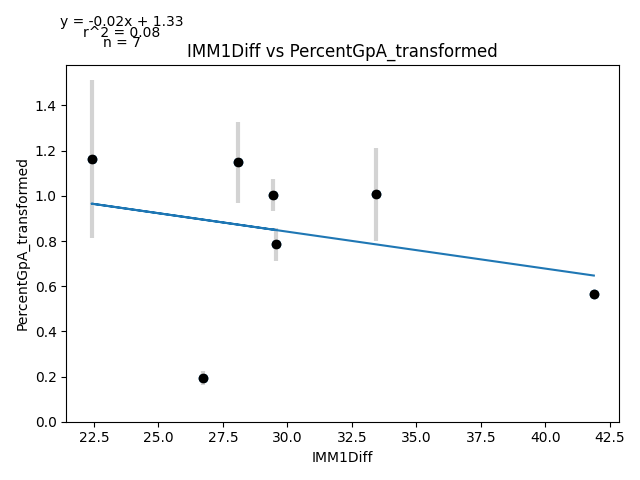 y = -0.02x + 1.33
r^2 = 0.08
n = 7
IMM1Diff vs PercentGpA_transformed
PercentGpA_transformed
1.4
1.2
1.0
0.8
0.6
0.4
0.2
0.0
22.5 25.0 27.5 30.0 32.5 35.0 37.5 40.0 42.5
IMM1Diff